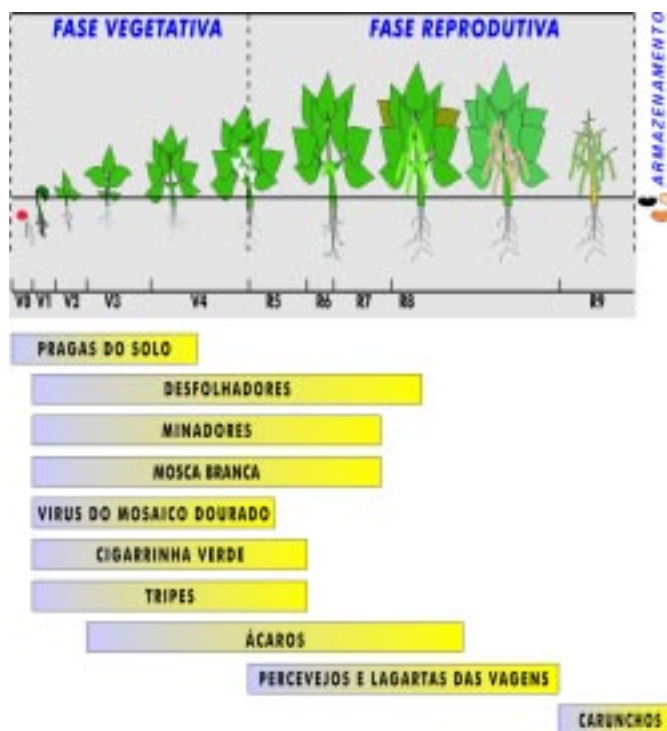 FASE VEGETATIVA
FASE REPRODUTIVA
ARMAZENAMENTO
V0 V1 V2 V3 V4 R5 R6 R7 R8 R9
PRAGAS DO SOLO
DESFOLHADORES
MINADORES
MOSCA BRANCA
VIRUS DO MOSAICO DOURADO
CIGARRINHA VERDE
TRIPES
ÁCAROS
PERCEVEJOS E LAGARTAS DAS VAGENS
CARUNCHOS